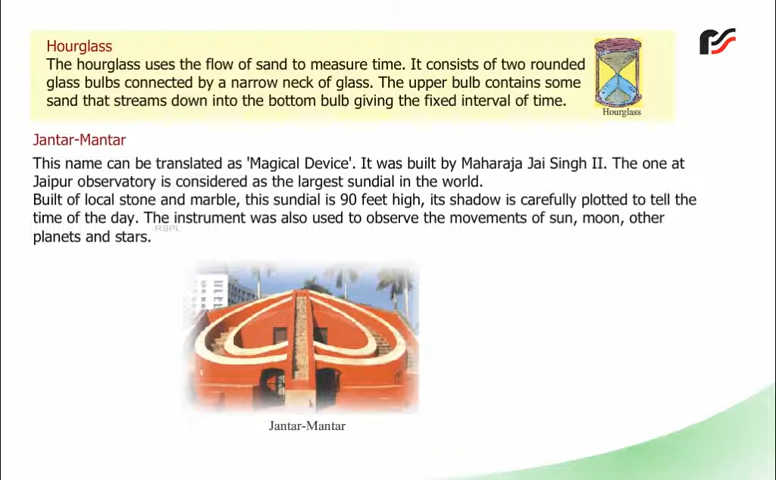 Hourglass
The hourglass uses the flow of sand to measure time. It consists of two rounded
glass bulbs connected by a narrow neck of glass. The upper bulb contains some
sand that streams down into the bottom bulb giving the fixed interval of time.
Hourglass
Jantar-Mantar
This name can be translated as 'Magical Device'. It was built by Maharaja Jai Singh II. The one at
Jaipur observatory is considered as the largest sundial in the world.
Built of local stone and marble, this sundial is 90 feet high, its shadow is carefully plotted to tell the
time of the day. The instrument was also used to observe the movements of sun, moon, other
planets and stars.
RSPL
Jantar-Mantar